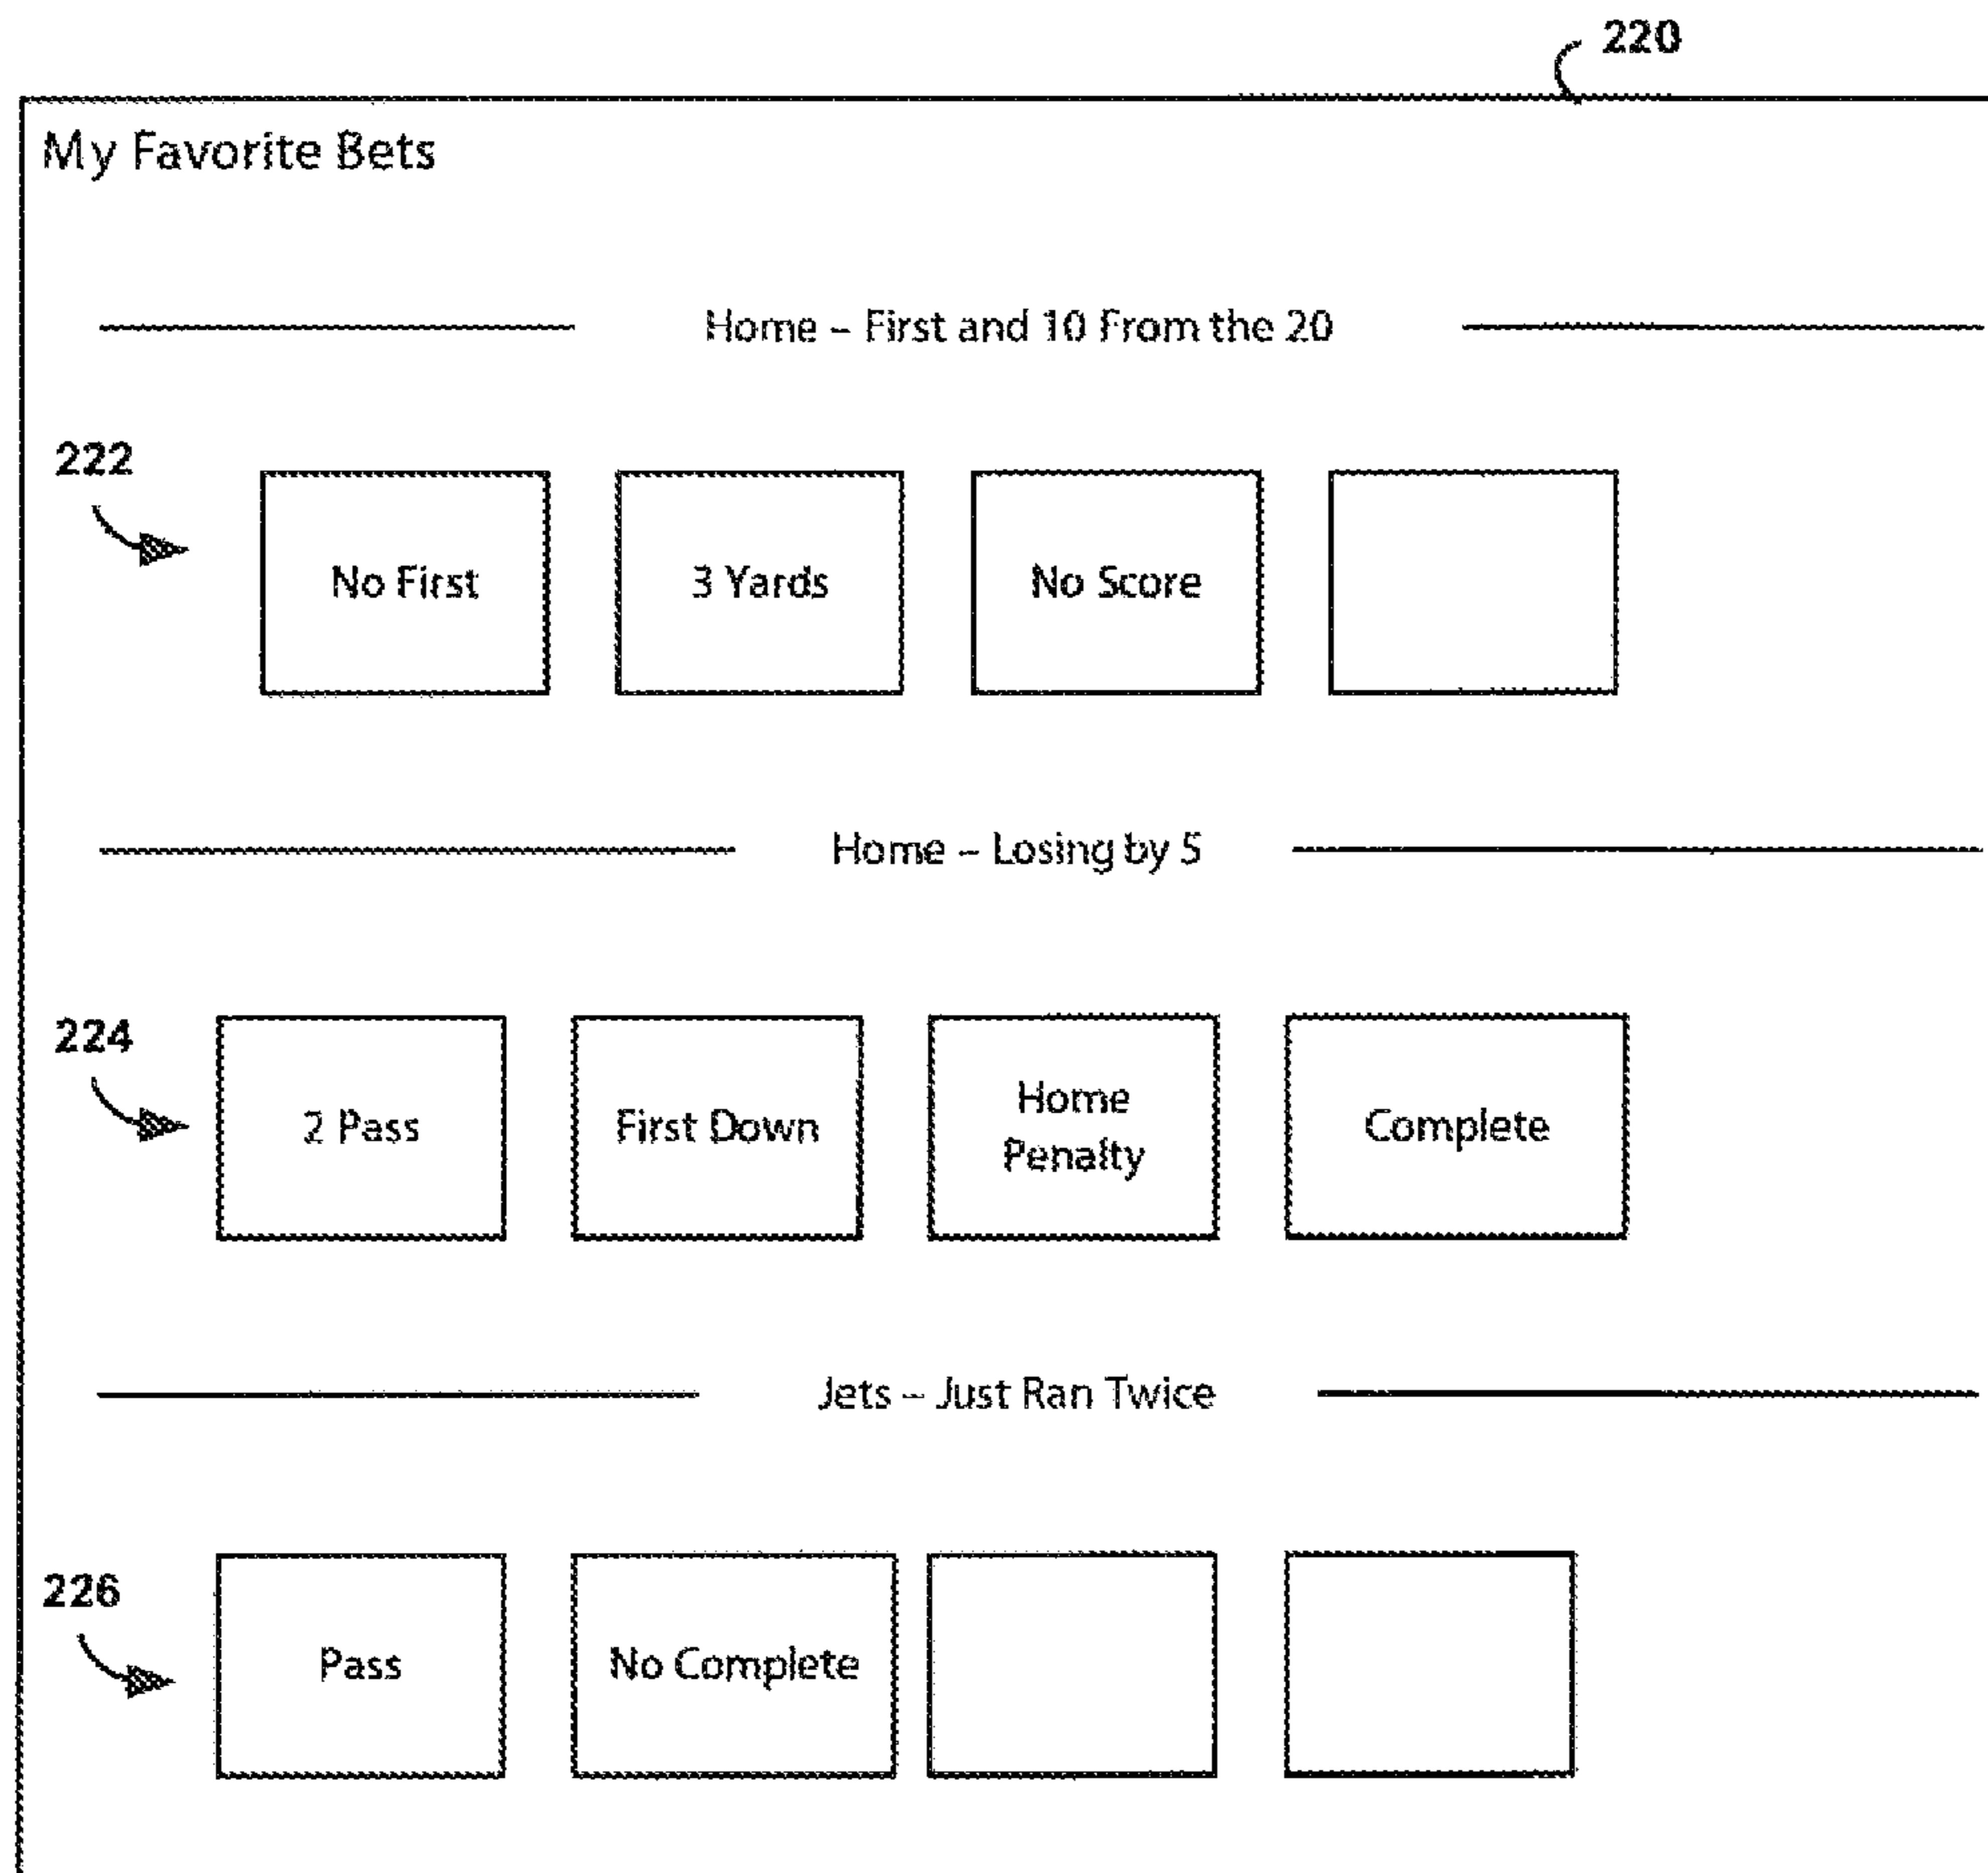 220
My Favorite Bets
Home – First and 10 From the 20
222
No First
3 Yards
No Score
Home – Losing by 5
224
2 Pass
First Down
Home
Penalty
Complete
Jets – Just Ran Twice
226
Pass
No Complete